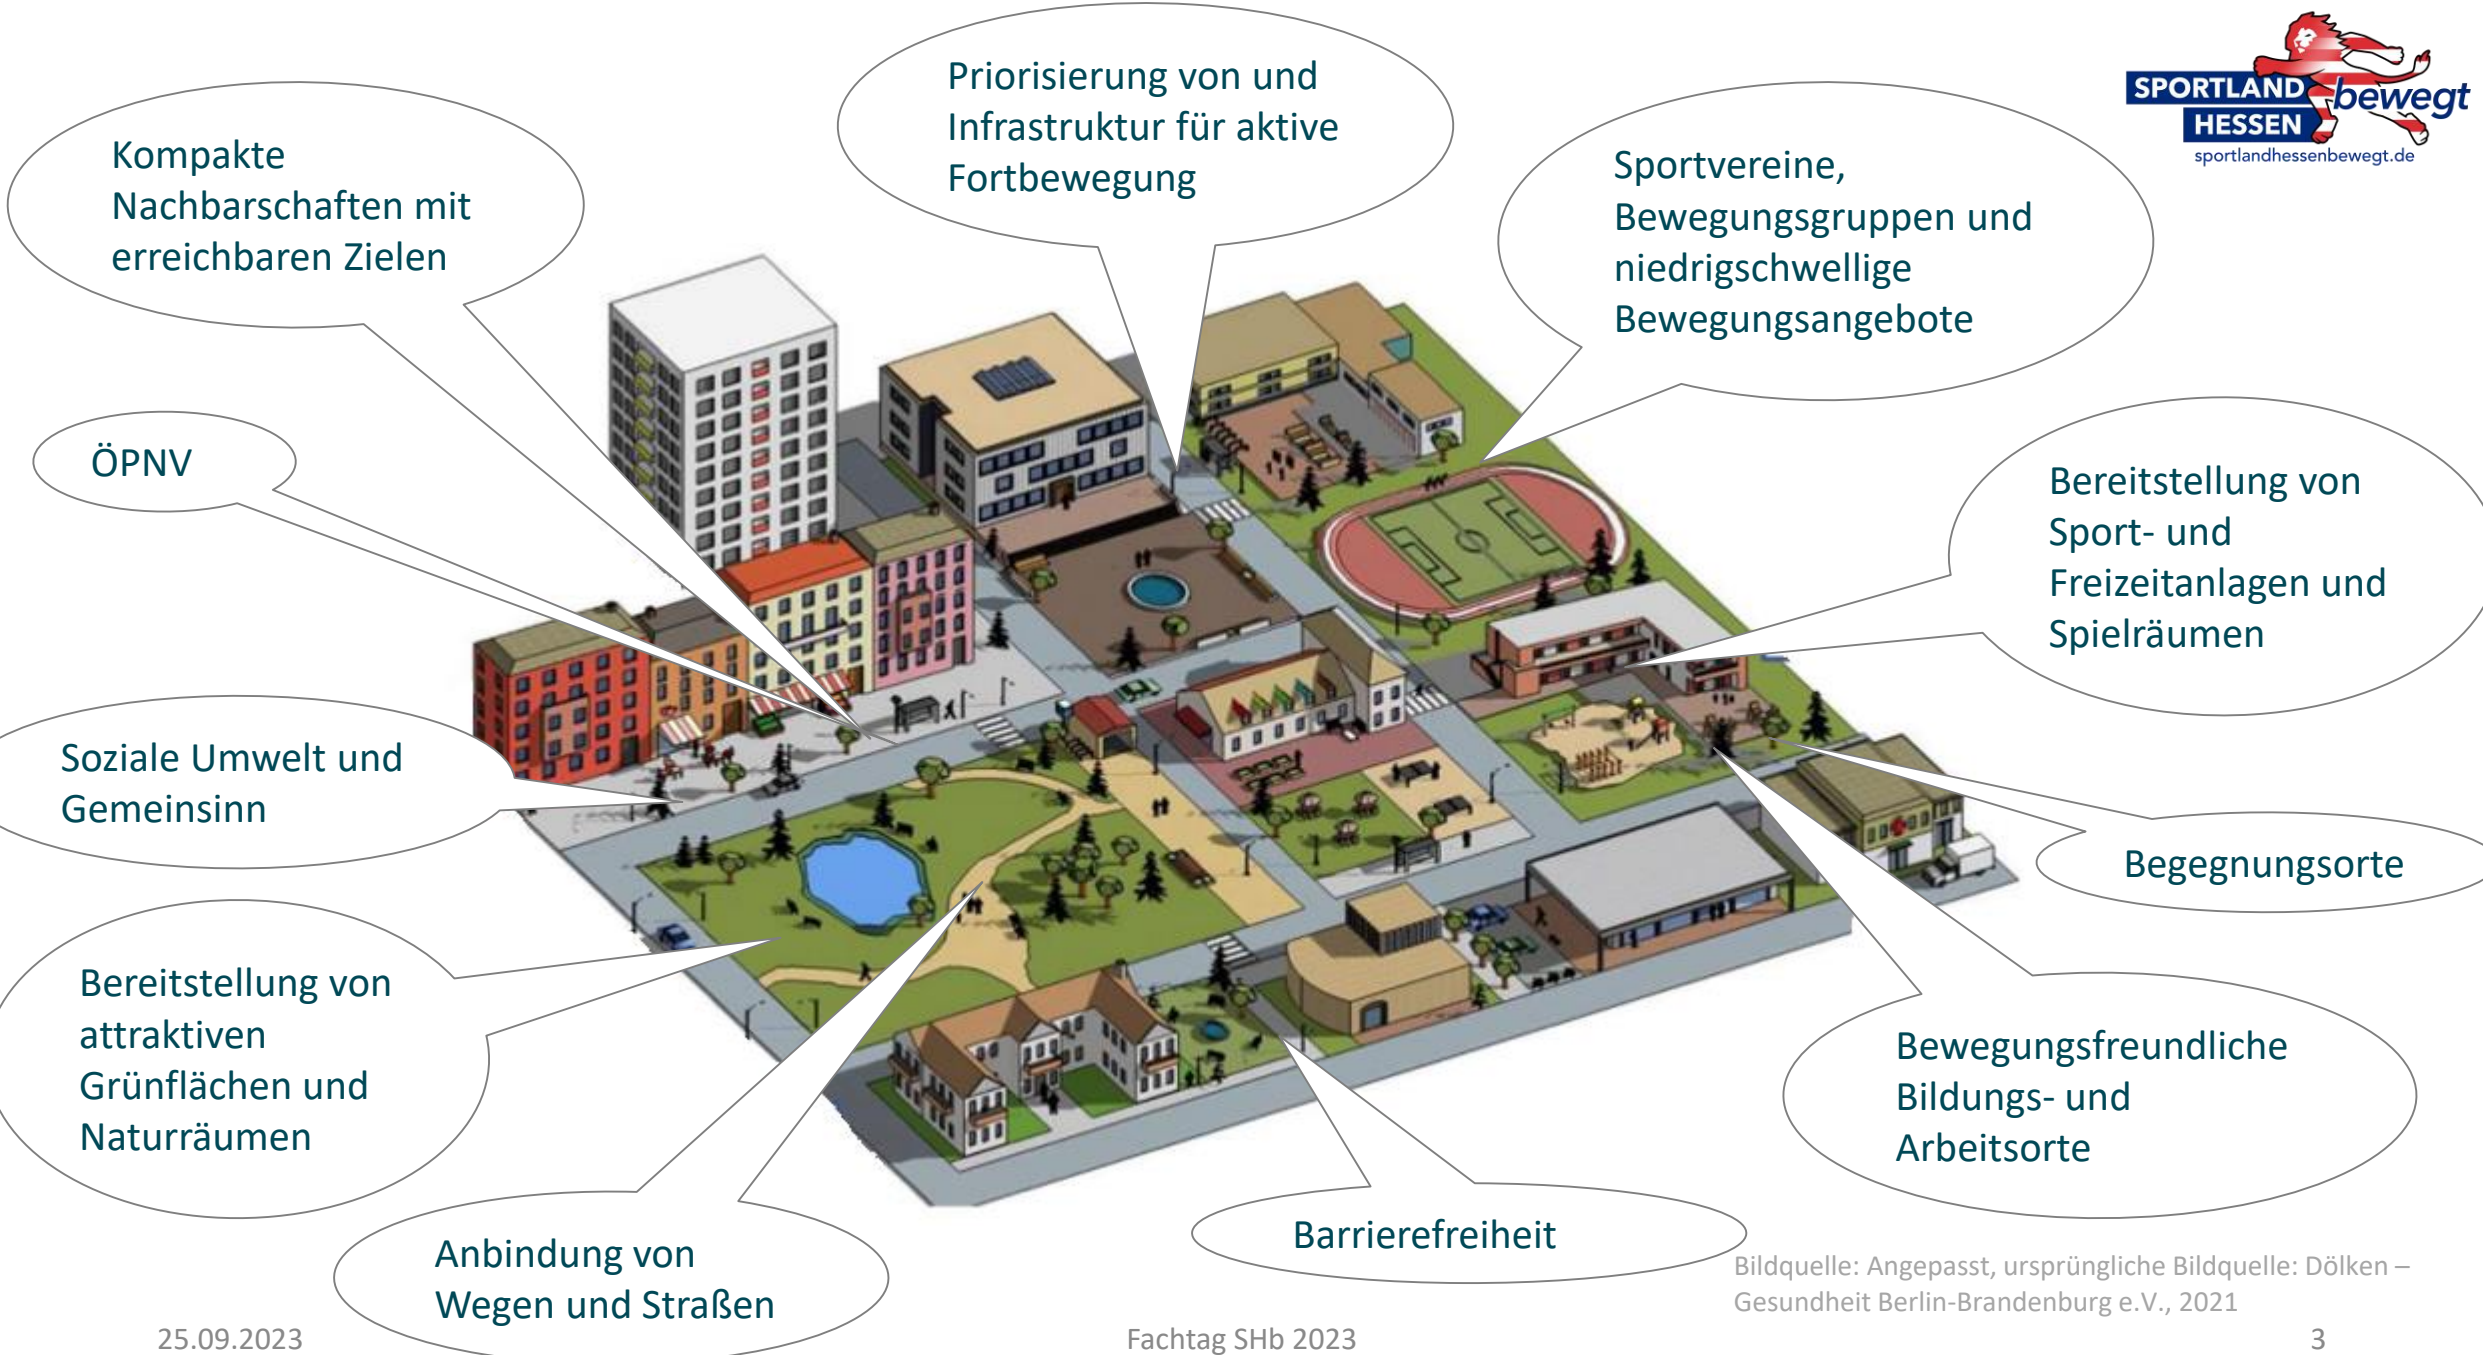 Priorisierung von und
Infrastruktur für aktive
Fortbewegung
SPORTLAND
HESSEN
bewegt
sportlandhessenbewegt.de
Kompakte
Nachbarschaften mit
erreichbaren Zielen
Sportvereine,
Bewegungsgruppen und
niedrigschwellige
Bewegungsangebote
ÖPNV
Bereitstellung von
Sport- und
Freizeitanlagen und
Spielräumen
Soziale Umwelt und
Gemeinsinn
Begegnungsorte
Bereitstellung von
attraktiven
Grünflächen und
Naturräumen
Bewegungsfreundliche
Bildungs- und
Arbeitsorte
Anbindung von
Wegen und Straßen
Barrierefreiheit
Bildquelle: Angepasst, ursprüngliche Bildquelle: Dölken –
Gesundheit Berlin-Brandenburg e.V., 2021
25.09.2023
Fachtag SHb 2023
3